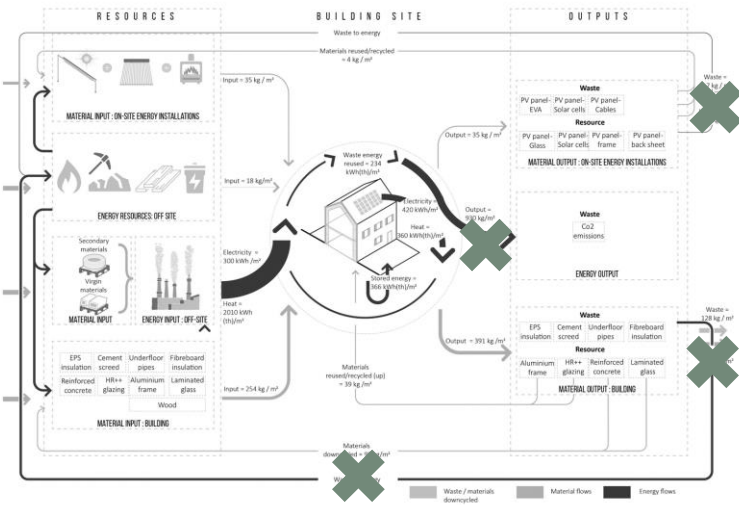 RESOURCES
BUILDING SITE
OUTPUTS
Waste to energy
Materials reused/recycled
= 4 kg / m²
Input = 35 kg / m²
MATERIAL INPUT : ON-SITE ENERGY INSTALLATIONS
Input = 18 kg/m²
ENERGY RESOURCES: OFF SITE
Secondary
materials
Virgin
materials
MATERIAL INPUT
ENERGY INPUT : OFF-SITE
Electricity =
300 kWh /m²
Heat =
2010 kWh
(th)/m²
EPS
insulation
Cement
screed
Underfloor
pipes
Fibreboard
insulation
Reinforced
concrete
HR++
glazing
Aluminium
frame
Laminated
glass
Wood
MATERIAL INPUT : BUILDING
Input = 254 kg / m²
Waste energy
reused = 234
kWh(th)/m²
Electricity =
420 kWh/m²
Heat =
360 kWh(th)/m²
Stored energy =
366 kWh(th)/m²
Output = 35 kg / m²
Output =
930 kg/m²
Output = 391 kg / m²
Materials
reused/recycled (up)
= 39 kg /m²
Materials
kg/m²
Waste
PV panel-
EVA
PV panel-
Solar cells
PV panel-
Cables
Resource
PV panel-
Glass
PV panel-
Solar cells
PV panel-
frame
PV panel-
back sheet
MATERIAL OUTPUT : ON-SITE ENERGY INSTALLATIONS
Waste =
Waste
Co2
emissions
ENERGY OUTPUT
Waste
EPS
insulation
Cement
screed
Underfloor
pipes
Fibreboard
insulation
Resource
Aluminium
frame
HR++
glazing
Reinforced
concrete
Laminated
glass
MATERIAL OUTPUT : BUILDING
Waste =
128 kg / m²
Waste / materials
downcycled
Material flows
Energy flows